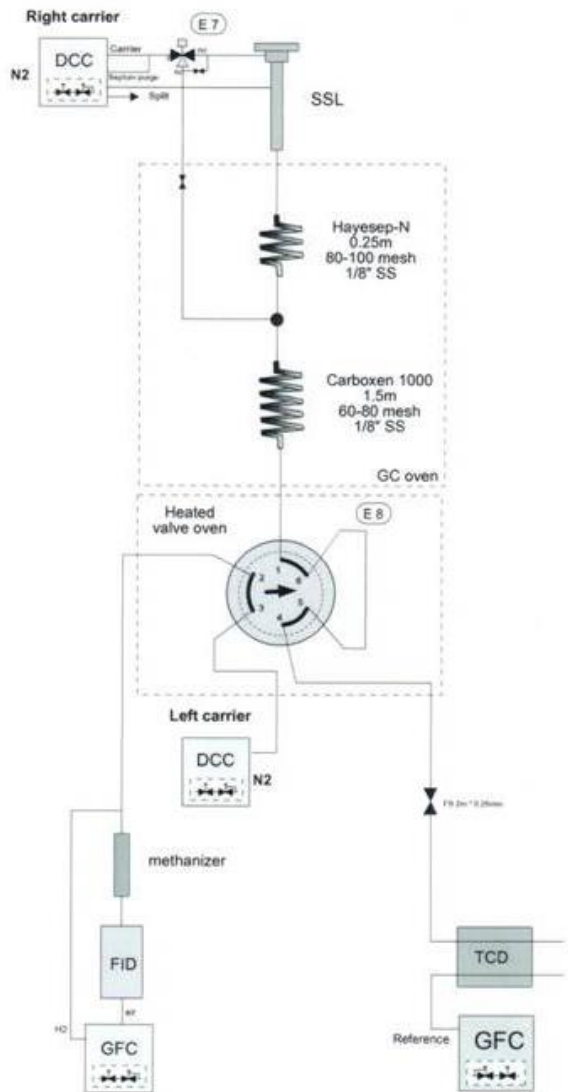 Right carrier
E 7
DCC
N2
Carrier
Septum purge
Split
SSL
Hayesep-N
0.25m
80-100 mesh
1/8" SS
Carboxen 1000
1.5m
60-80 mesh
1/8" SS
GC oven
Heated
valve oven
E 8
1
2
3
4
5
6
Left carrier
DCC
N2
methanizer
FID
air
H2
GFC
TCD
Reference
GFC